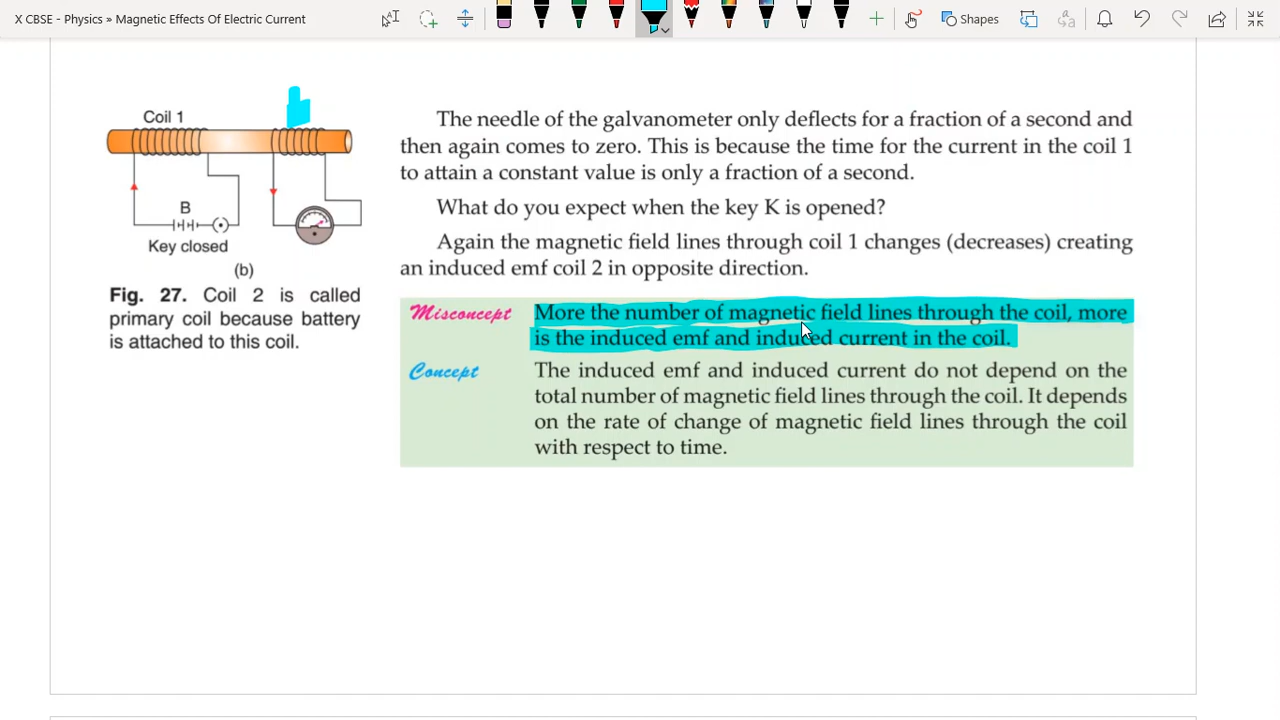 X CBSE - Physics » Magnetic Effects Of Electric Current
Shapes
Coil 1
B
Key closed
(b)
Fig. 27. Coil 2 is called
primary coil because battery
is attached to this coil.
The needle of the galvanometer only deflects for a fraction of a second and
then again comes to zero. This is because the time for the current in the coil 1
to attain a constant value is only a fraction of a second.
What do you expect when the key K is opened?
Again the magnetic field lines through coil 1 changes (decreases) creating
an induced emf coil 2 in opposite direction.
Misconcept More the number of magnetic field lines through the coil, more
is the induced emf and induced current in the coil.
Concept The induced emf and induced current do not depend on the
total number of magnetic field lines through the coil. It depends
on the rate of change of magnetic field lines through the coil
with respect to time.